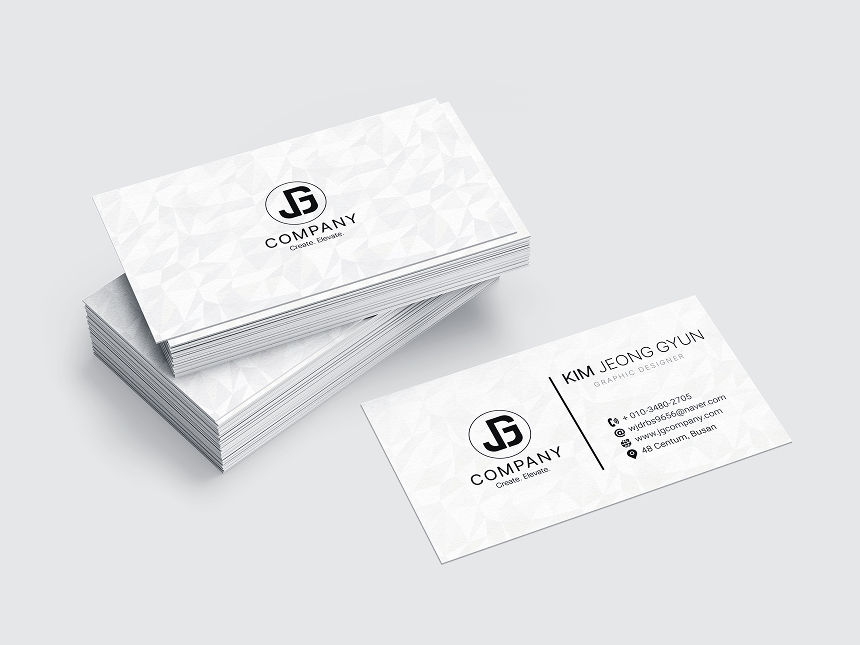 JG
COMPANY
Create. Elevate.
JG
COMPANY
Create. Elevate.
KIM JEONG GYUN
GRAPHIC DESIGNER
+ 010-3480-2705
wjdrbs9656@naver.com
www.jgcompany.com
48 Centum, Busan